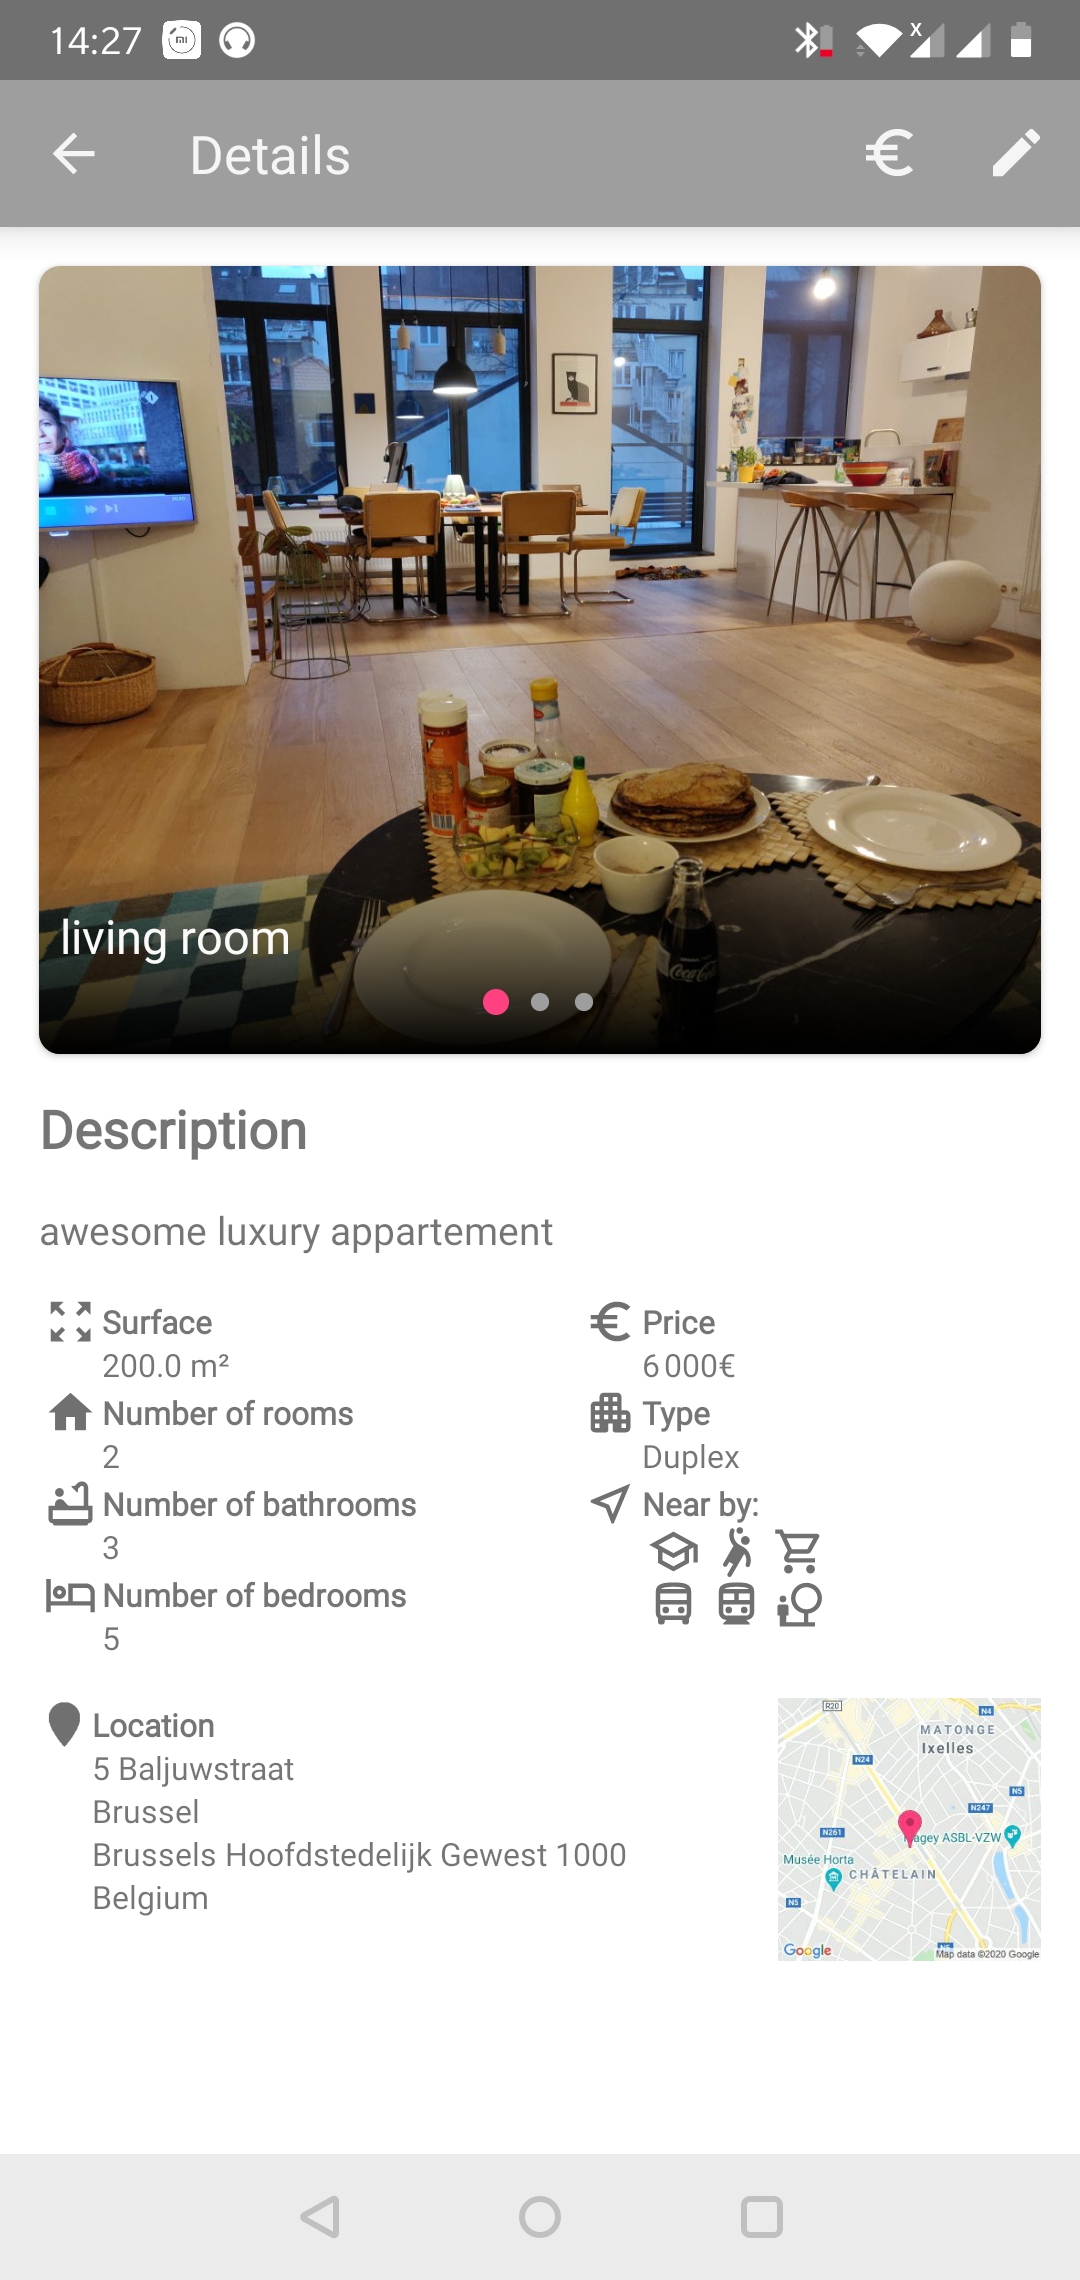 14:27
Details
living room
Coca-Cola
Description
awesome luxury appartement
Surface
200.0 m²
Price
6 000€
Number of rooms
2
Type
Duplex
Number of bathrooms
3
Near by:
Number of bedrooms
5
Location
5 Baljuwstraat
Brussel
Brussels Hoofdstedelijk Gewest 1000
Belgium
R20
N4
MATONGE
Ixelles
N24
N5
N247
N261
agey ASBL-VZW
Musée Horta
CHÂTELAIN
N5
Google
Map data ©2020 Google